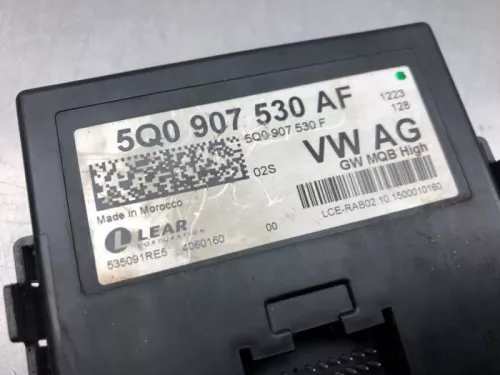 5Q0 907 530 AF
1223
5Q0 907 530 F
128
VW AG
02S
GW MQB High
Made in Morocco
LEAR
CORPORATION
00
LCE-RAB02 10.1500010160
535091RE5 4060160